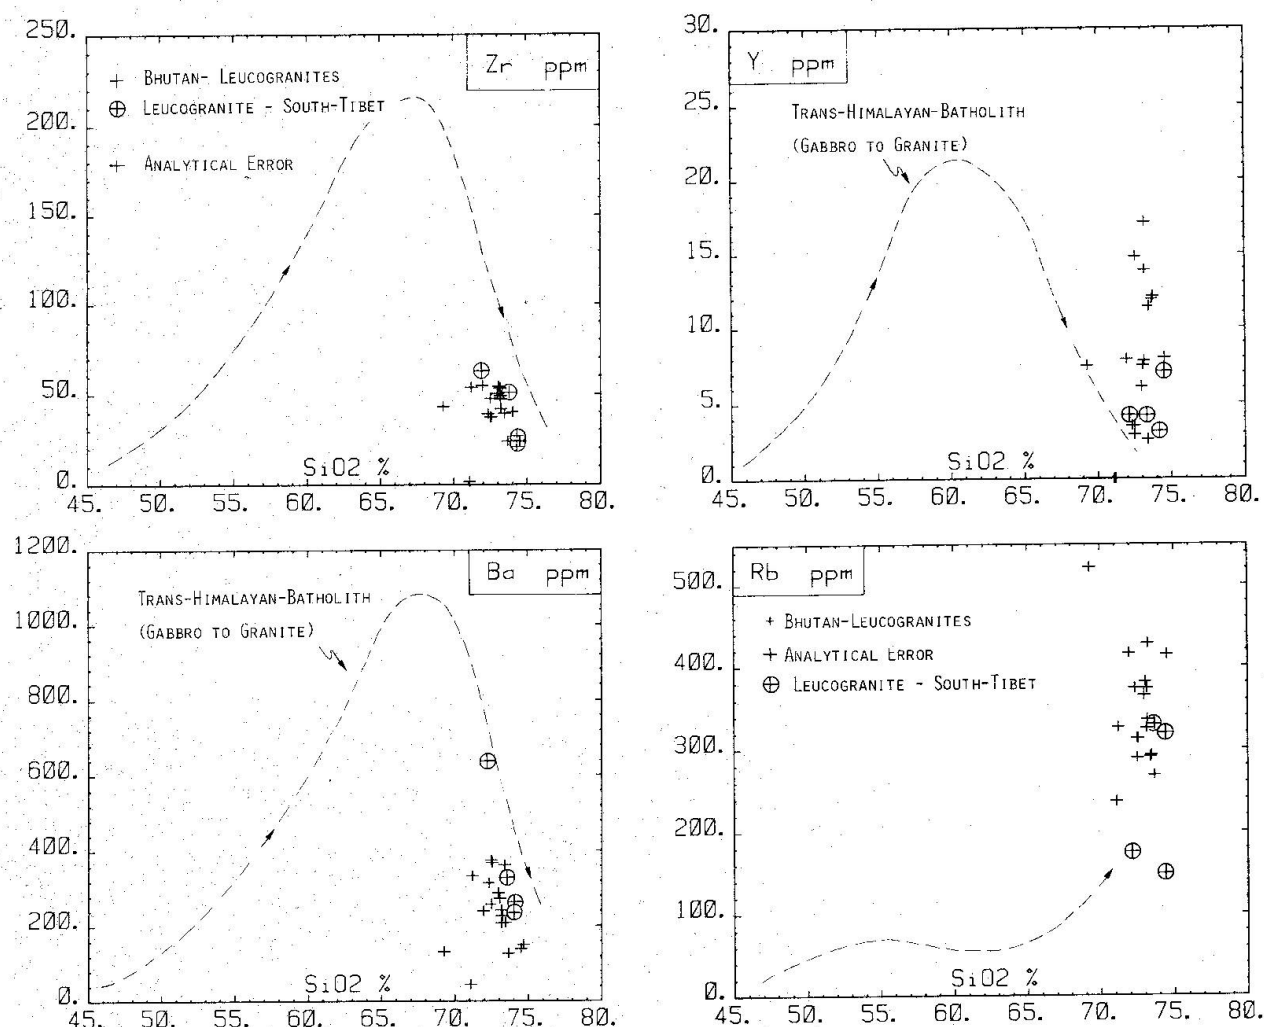 250.
200.
150.
100.
50.
0.
45. 50. 55. 60. 65. 70. 75. 80.
Zr ppm
+ BHUTAN- LEUCOGRANITES
⊕ LEUCOGRANITE - SOUTH-TIBET
+ ANALYTICAL ERROR
SiO2 %
30.
25.
20.
15.
10.
5.
0.
45. 50. 55. 60. 65. 70. 75. 80.
Y ppm
TRANS-HIMALAYAN-BATHOLITH
(GABBRO TO GRANITE)
SiO2 %
1200.
1000.
800.
600.
400.
200.
0.
45. 50. 55. 60. 65. 70. 75. 80.
Ba ppm
TRANS-HIMALAYAN-BATHOLITH
(GABBRO TO GRANITE)
SiO2 %
500.
400.
300.
200.
100.
0.
45. 50. 55. 60. 65. 70. 75. 80.
Rb ppm
+ BHUTAN-LEUCOGRANITES
+ ANALYTICAL ERROR
⊕ LEUCOGRANITE - SOUTH-TIBET
SiO2 %